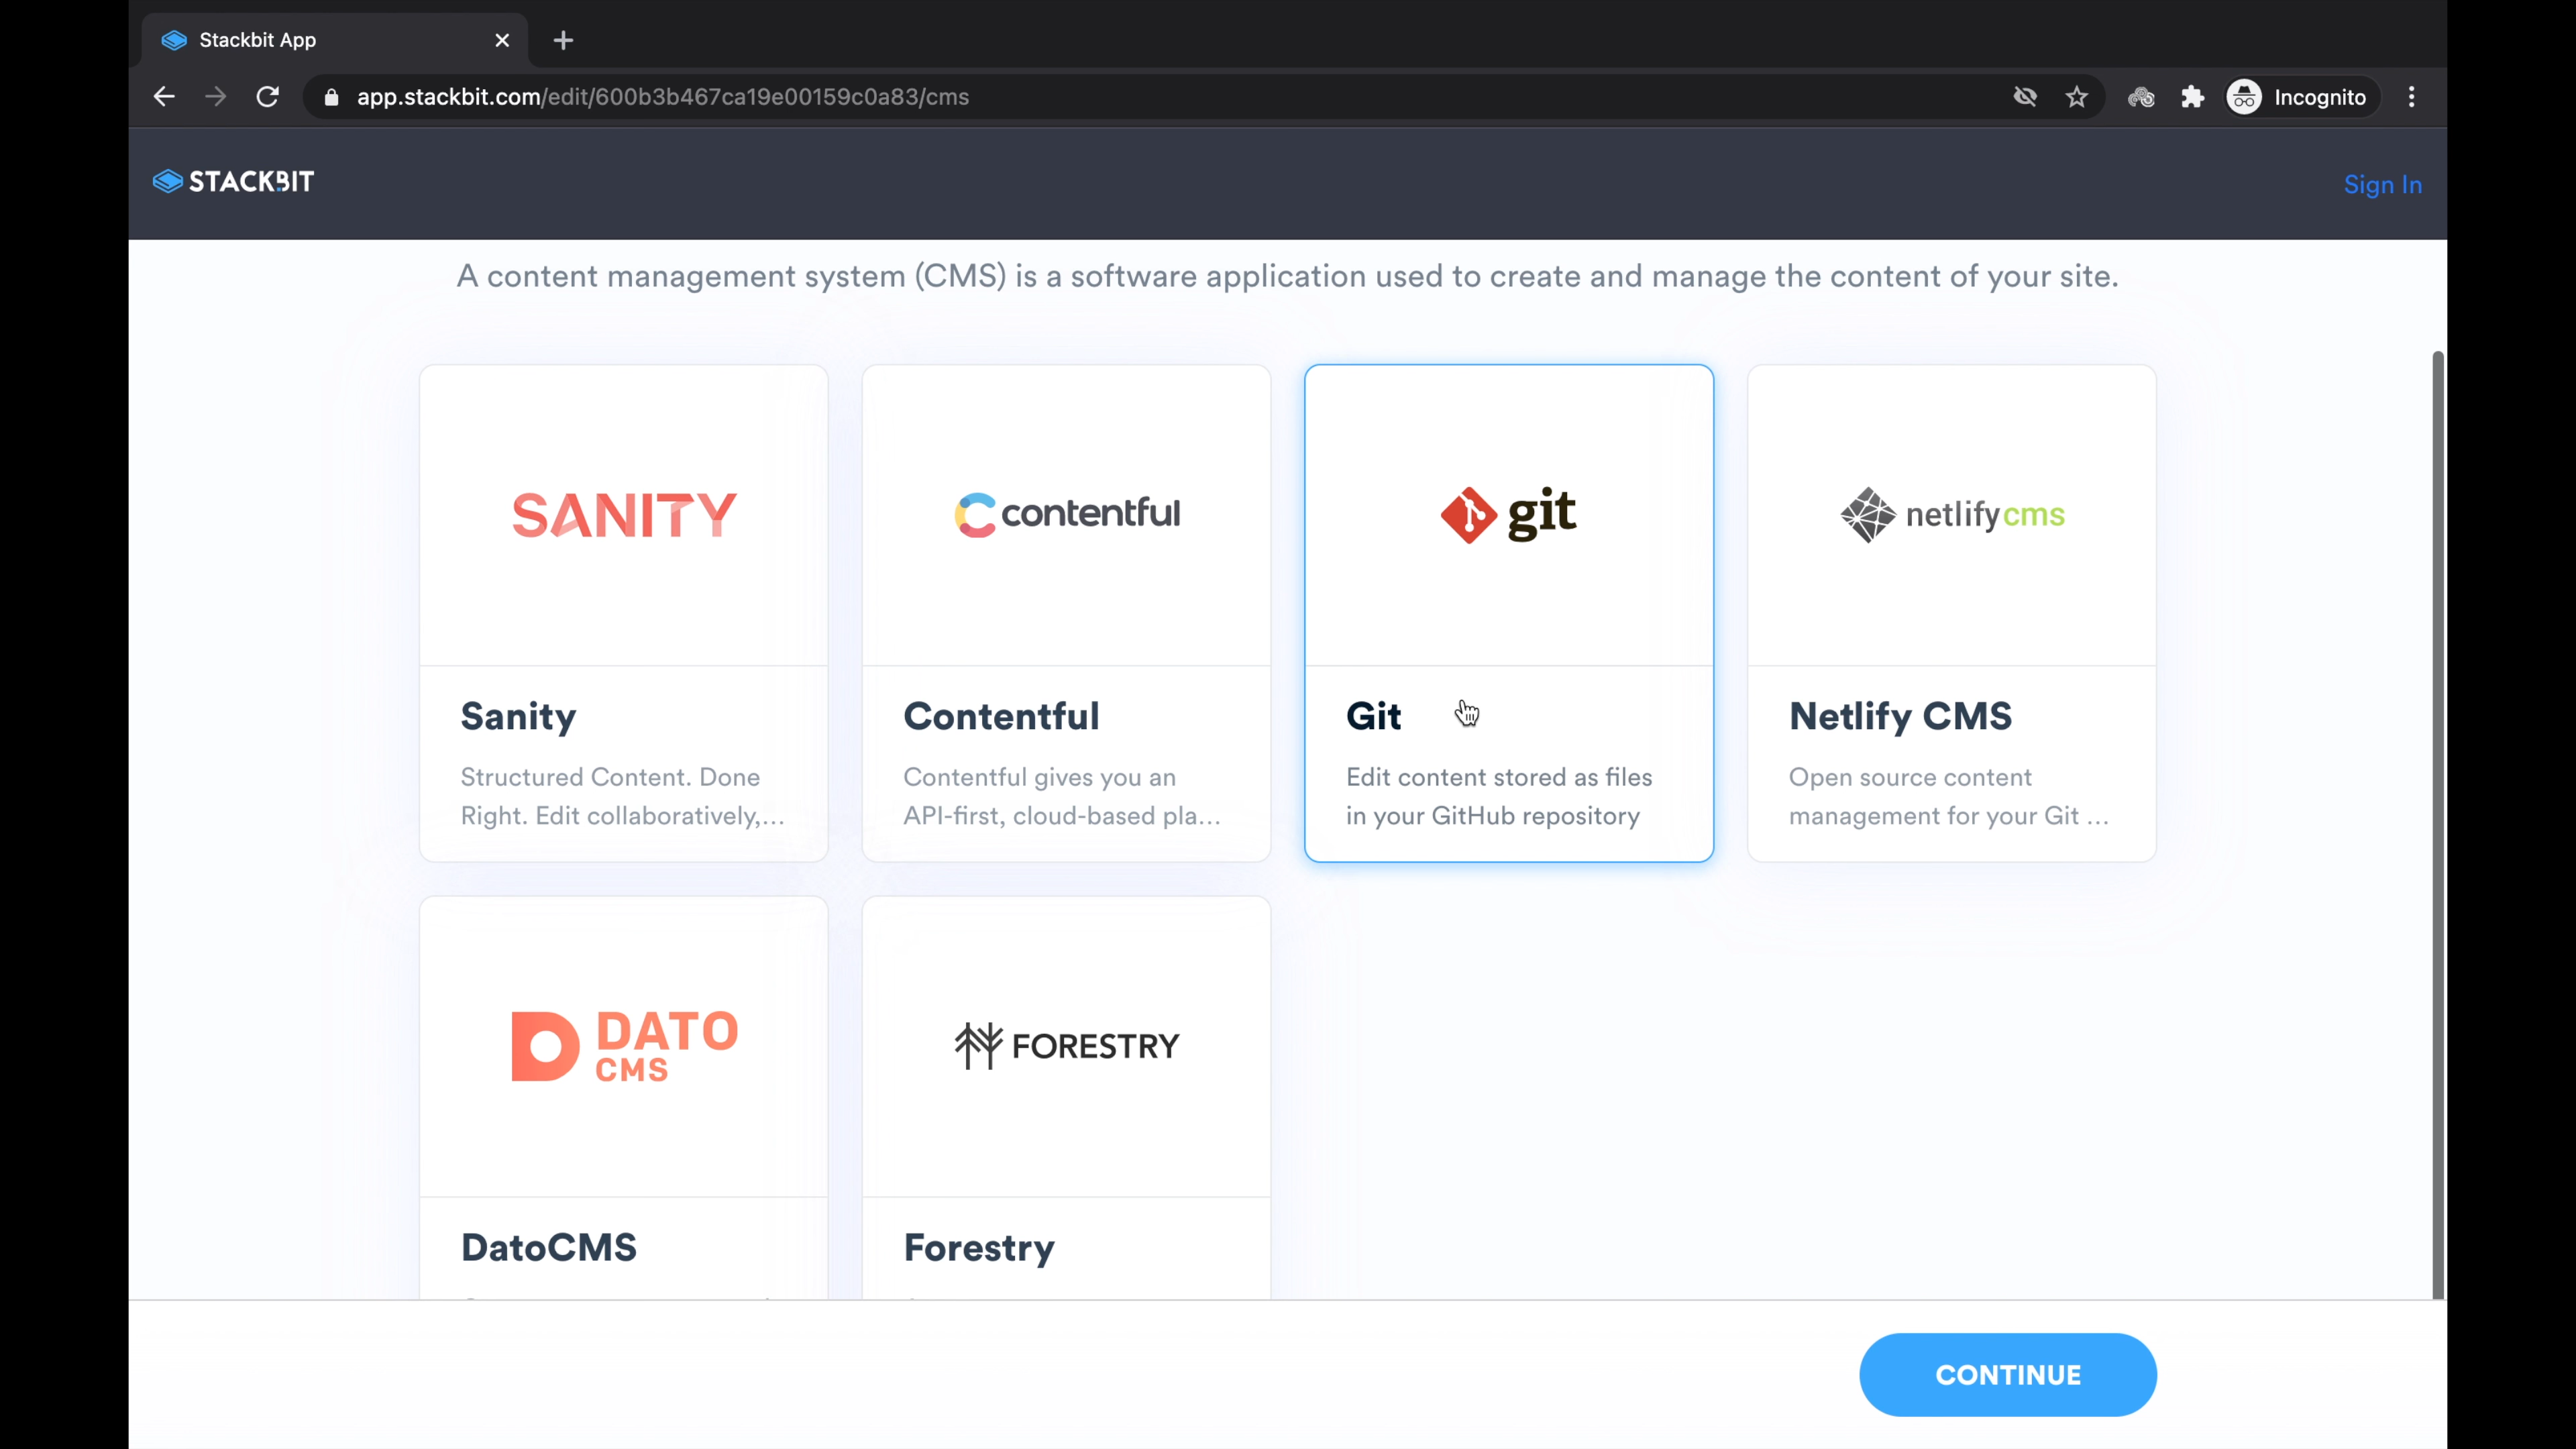 Stackbit App
app.stackbit.com/edit/600b3b467ca19e00159c0a83/cms
Incognito
STACKBIT
Sign In
A content management system (CMS) is a software application used to create and manage the content of your site.
SANITY
contentful
git
netlifycms
Sanity
Structured Content. Done
Right. Edit collaboratively,...
Contentful
Contentful gives you an
API-first, cloud-based pla...
Git
Edit content stored as files
in your GitHub repository
Netlify CMS
Open source content
management for your Git ...
DATO
CMS
FORESTRY
DatoCMS
Forestry
CONTINUE